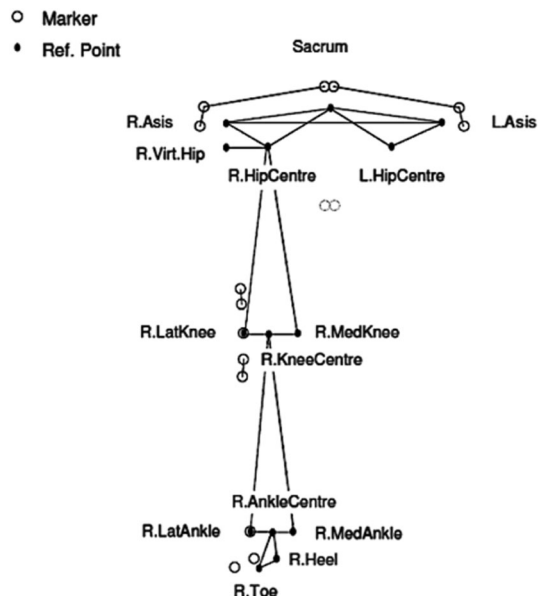 Marker
Ref. Point
Sacrum
R.Asis
L.Asis
R.Virt.Hip
R.HipCentre
L.HipCentre
R.LatKnee
R.MedKnee
R.KneeCentre
R.AnkleCentre
R.LatAnkle
R.MedAnkle
R.Heel
R.Toe